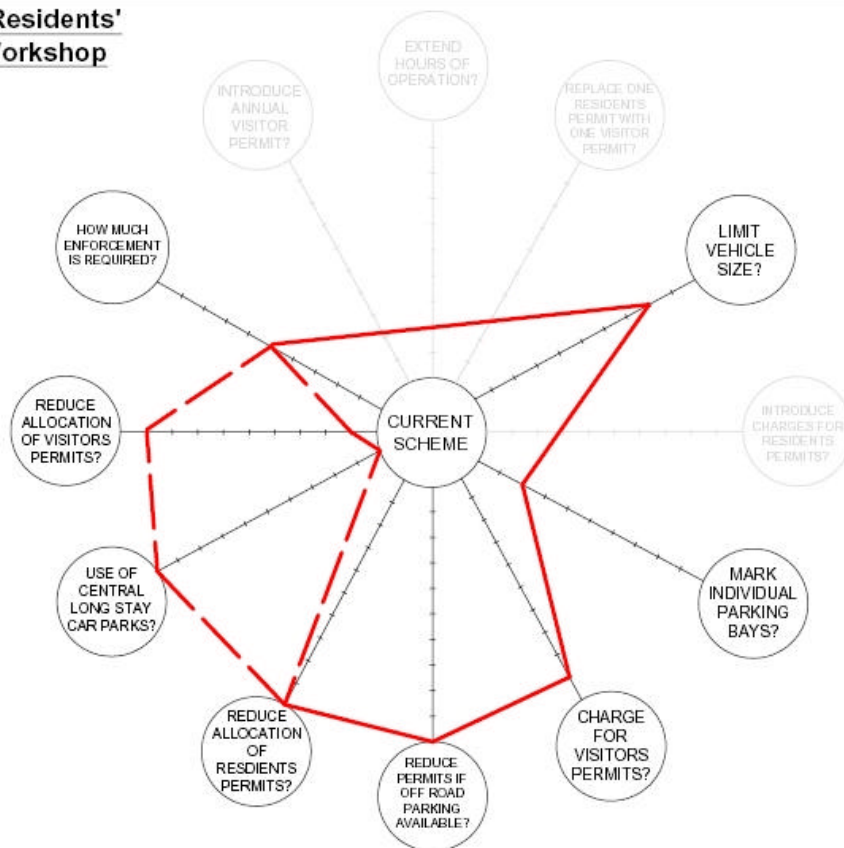 Residents'
orkshop
EXTEND
HOURS OF
OPERATION?
INTRODUCE
ANNUAL
VISITOR
PERMIT?
REPLACE ONE
RESIDENTS
PERMIT WITH
ONE VISITOR
PERMIT?
HOW MUCH
ENFORCEMENT
IS REQUIRED?
LIMIT
VEHICLE
SIZE?
REDUCE
ALLOCATION
OF VISITORS
PERMITS?
CURRENT
SCHEME
INTRODUCE
CHARGES FOR
RESIDENTS
PERMITS?
USE OF
CENTRAL
LONG STAY
CAR PARKS?
MARK
INDIVIDUAL
PARKING
BAYS?
REDUCE
ALLOCATION
OF
RESDIENTS
PERMITS?
REDUCE
PERMITS IF
OFF ROAD
PARKING
AVAILABLE?
CHARGE
FOR
VISITORS
PERMITS?